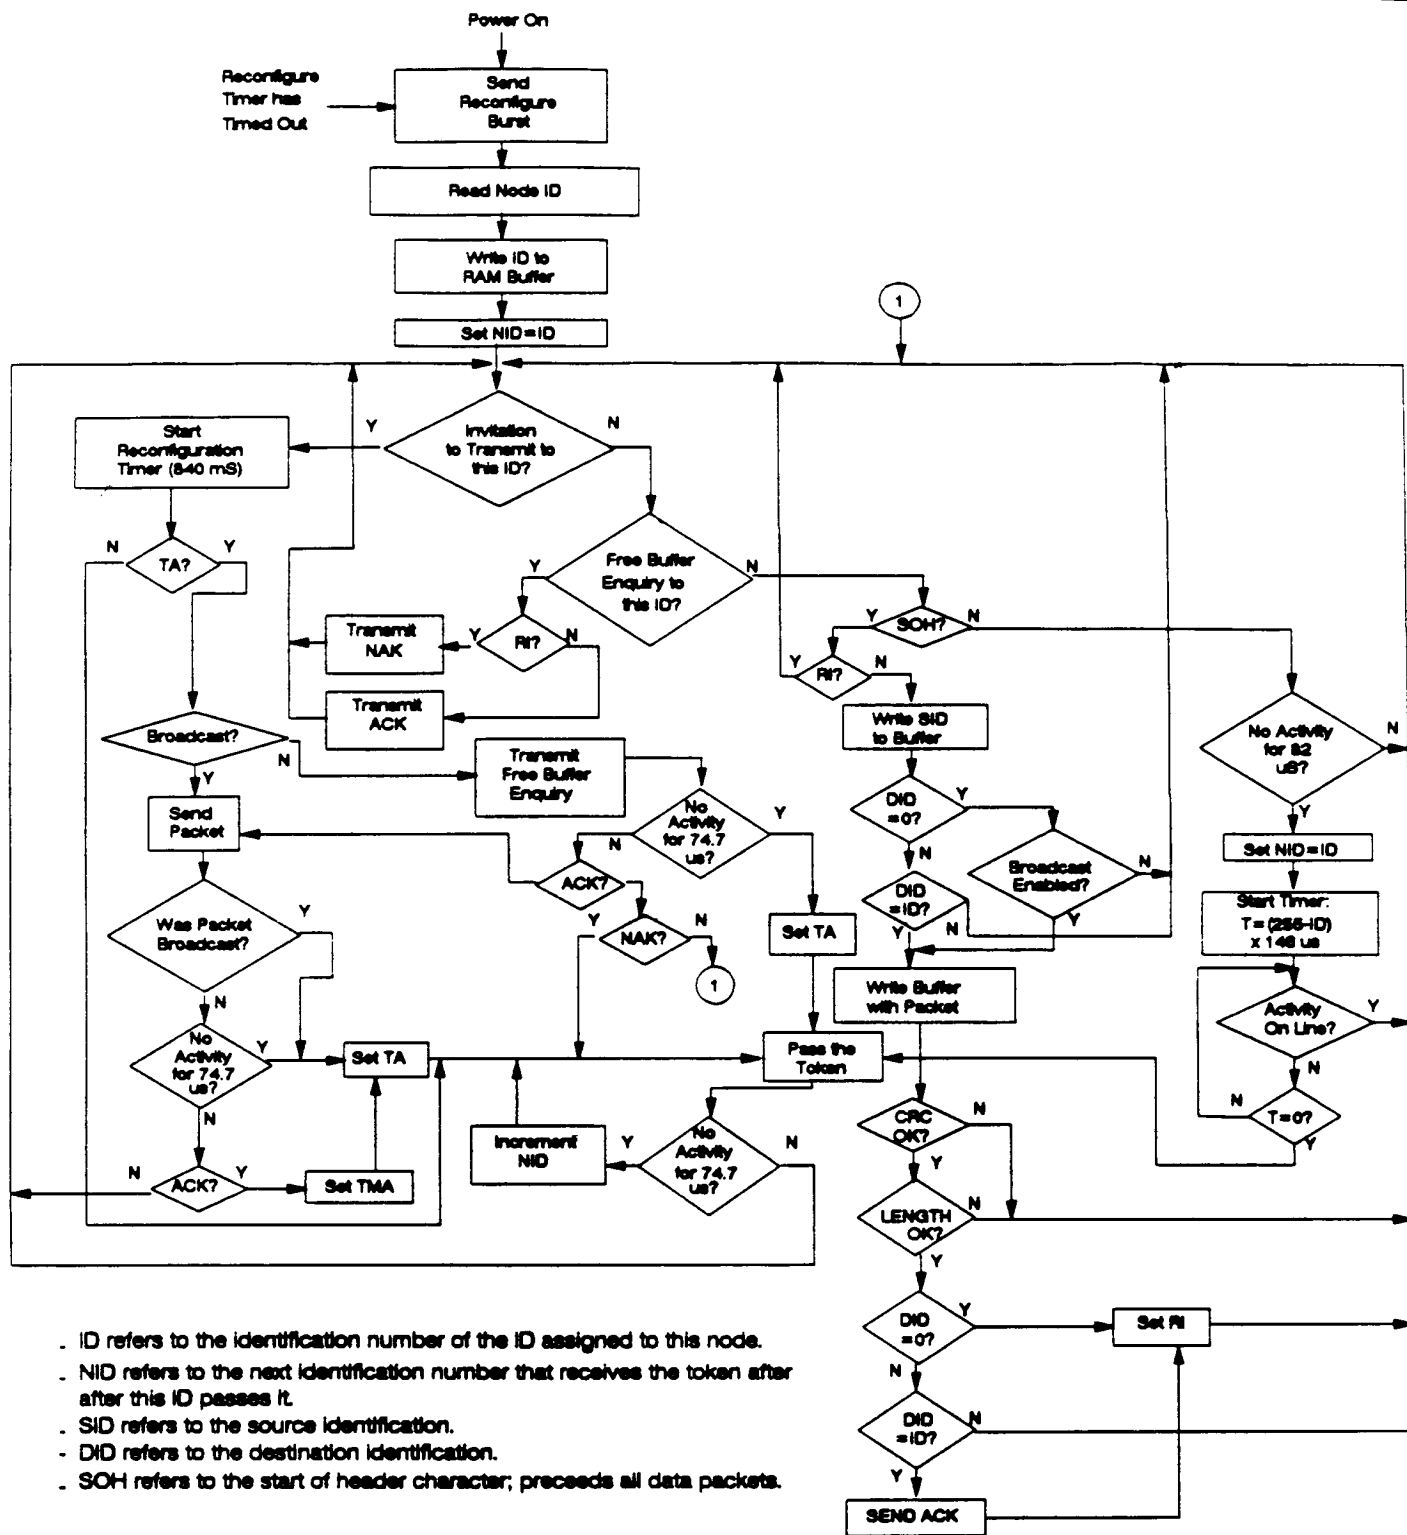 Power On
Reconfigure
Timer has
Timed Out
Send
Reconfigure
Burst
Read Node ID
Write ID to
RAM Buffer
Set NID=ID
1
Invitation
to Transmit to
this ID?
Y
N
Start
Reconfiguration
Timer (840 mS)
TA?
N
Y
Free Buffer
Enquiry to
this ID?
Y
N
RI?
Y
N
Transmit
NAK
Transmit
ACK
SOH?
Y
N
RI?
Y
N
Write SID
to Buffer
No Activity
for 82
uS?
N
Y
Broadcast?
N
Y
Transmit
Free Buffer
Enquiry
Send
Packet
No
Activity
for 74.7
us?
N
Y
DID
=0?
Y
N
Broadcast
Enabled?
N
Y
Set NID=ID
ACK?
Y
N
DID
=ID?
N
Y
Start Timer:
T=(255-ID)
x 146 us
Was Packet
Broadcast?
Y
N
NAK?
Y
N
1
Set TA
Write Buffer
with Packet
Activity
On Line?
Y
N
No
Activity
for 74.7
us?
Y
N
Set TA
Pass the
Token
T=0?
N
Y
Increment
NID
No
Activity
for 74.7
us?
Y
N
CRC
OK?
N
Y
ACK?
N
Y
Set TMA
LENGTH
OK?
N
Y
DID
=0?
Y
N
Set RI
DID
=ID?
N
Y
SEND ACK
. ID refers to the identification number of the ID assigned to this node.
. NID refers to the next identification number that receives the token after
after this ID passes it.
. SID refers to the source identification.
- DID refers to the destination identification.
. SOH refers to the start of header character; preceeds all data packets.